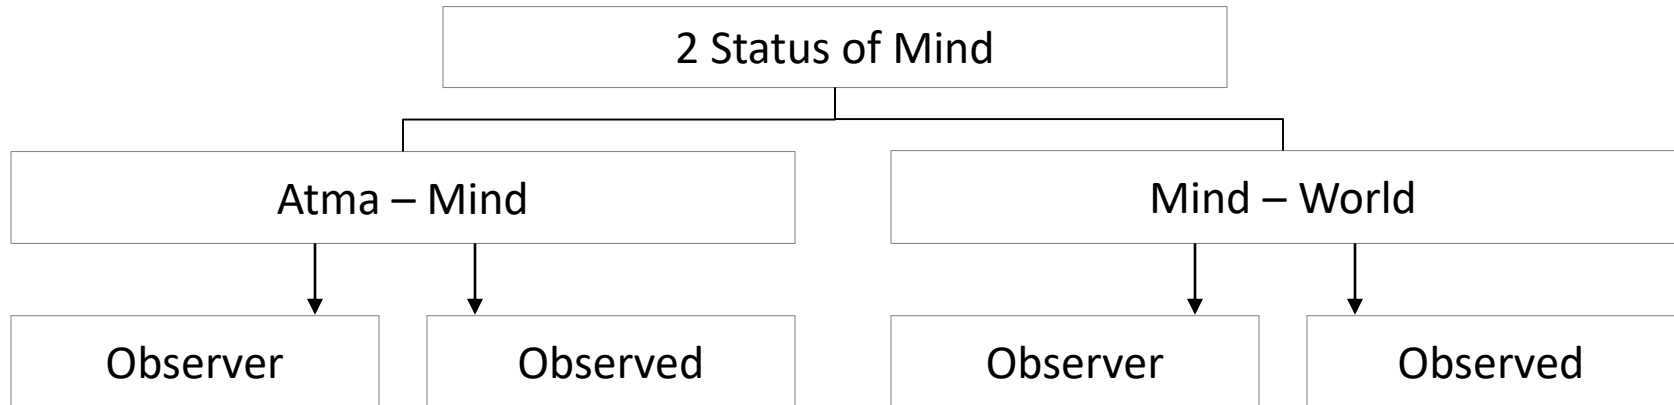 2 Status of Mind
Atma – Mind
Mind – World
Observer
Observed
Observer
Observed